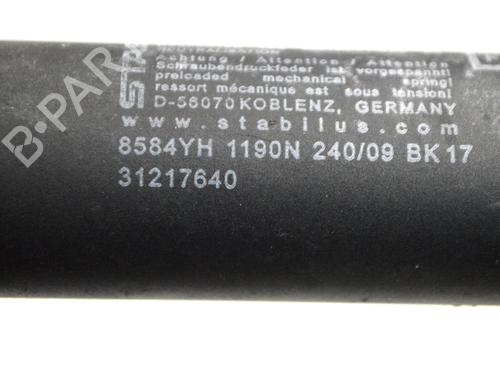 Achtung / Attention / Attention
Schraubendruckfeder ist vorgespannt!
preloaded mechanical spring!
ressort mécanique est sous tension!
D-56070 KOBLENZ, GERMANY
www.stabilus.com
8584YH 1190N 240/09 BK17
31217640
B-PARTS